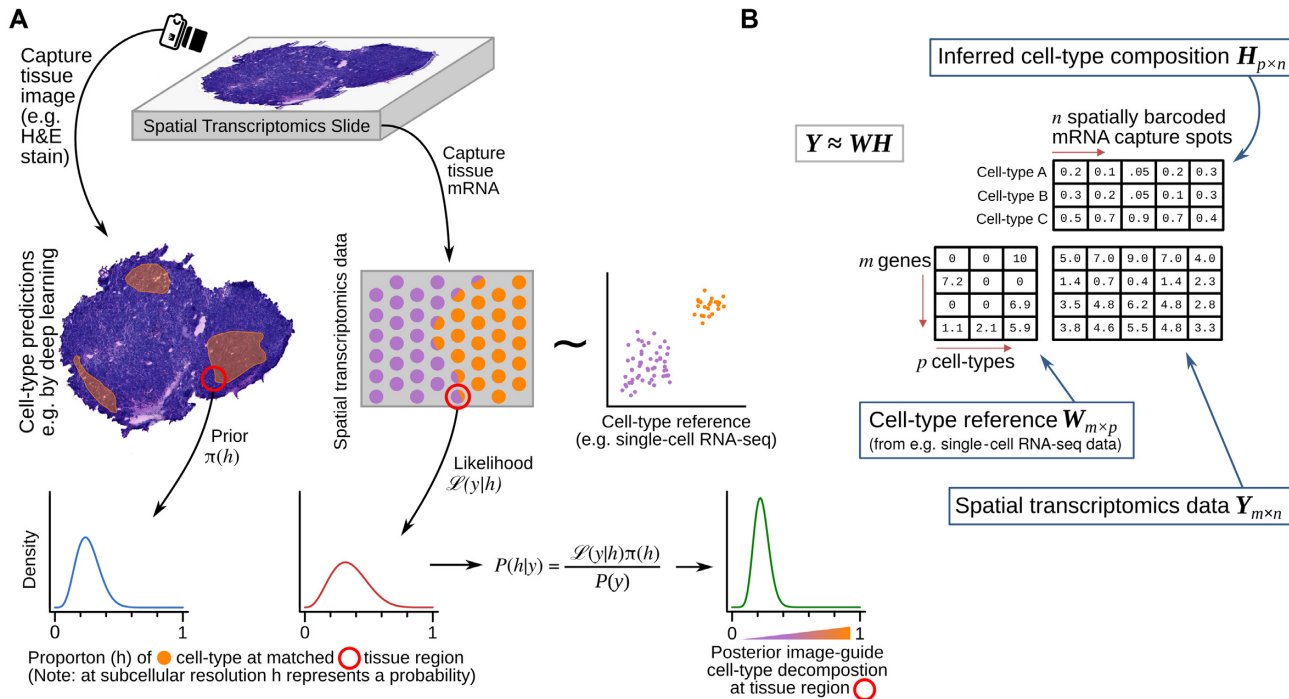 A
Capture
tissue
image
(e.g.
H&E
stain)
Spatial Transcriptomics Slide
Capture
tissue
mRNA
Cell-type predictions
e.g. by deep learning
Spatial transcriptomics data
∼
Cell-type reference
(e.g. single-cell RNA-seq)
Prior
π(h)
Likelihood
ℒ(y|h)
Density
0 1
0 1
P(h|y) = ℒ(y|h)π(h) / P(y)
0 1
Proporton (h) of cell-type at matched tissue region
(Note: at subcellular resolution h represents a probability)
Posterior image-guide
cell-type decompostion
at tissue region
B
Inferred cell-type composition H p×n
Y ≈ WH
n spatially barcoded
mRNA capture spots
Cell-type A 0.2 0.1 .05 0.2 0.3
Cell-type B 0.3 0.2 .05 0.1 0.3
Cell-type C 0.5 0.7 0.9 0.7 0.4
m genes
0 0 10
7.2 0 0
0 0 6.9
1.1 2.1 5.9
p cell-types
5.0 7.0 9.0 7.0 4.0
1.4 0.7 0.4 1.4 2.3
3.5 4.8 6.2 4.8 2.8
3.8 4.6 5.5 4.8 3.3
Cell-type reference W m×p
(from e.g. single-cell RNA-seq data)
Spatial transcriptomics data Y m×n